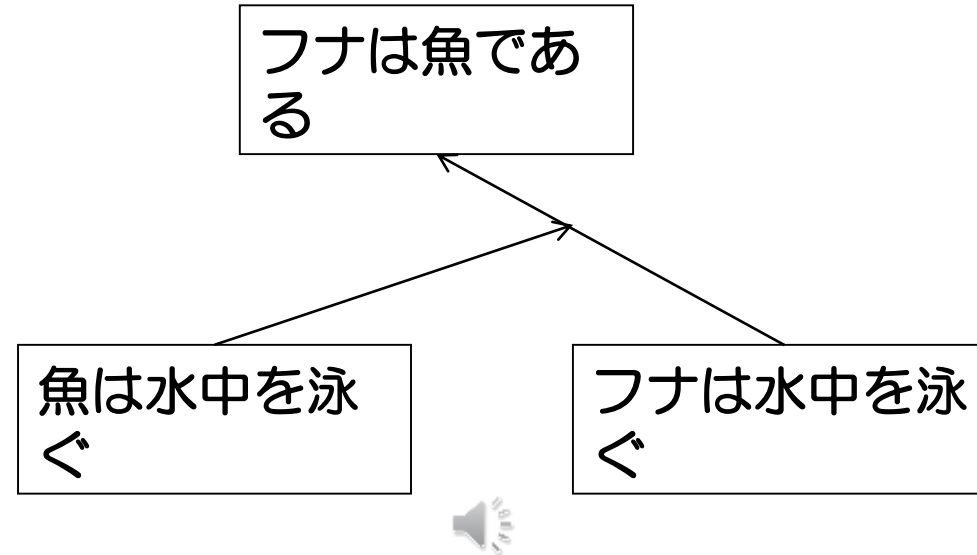 フナは魚であ
る
魚は水中を泳
ぐ
フナは水中を泳
ぐ